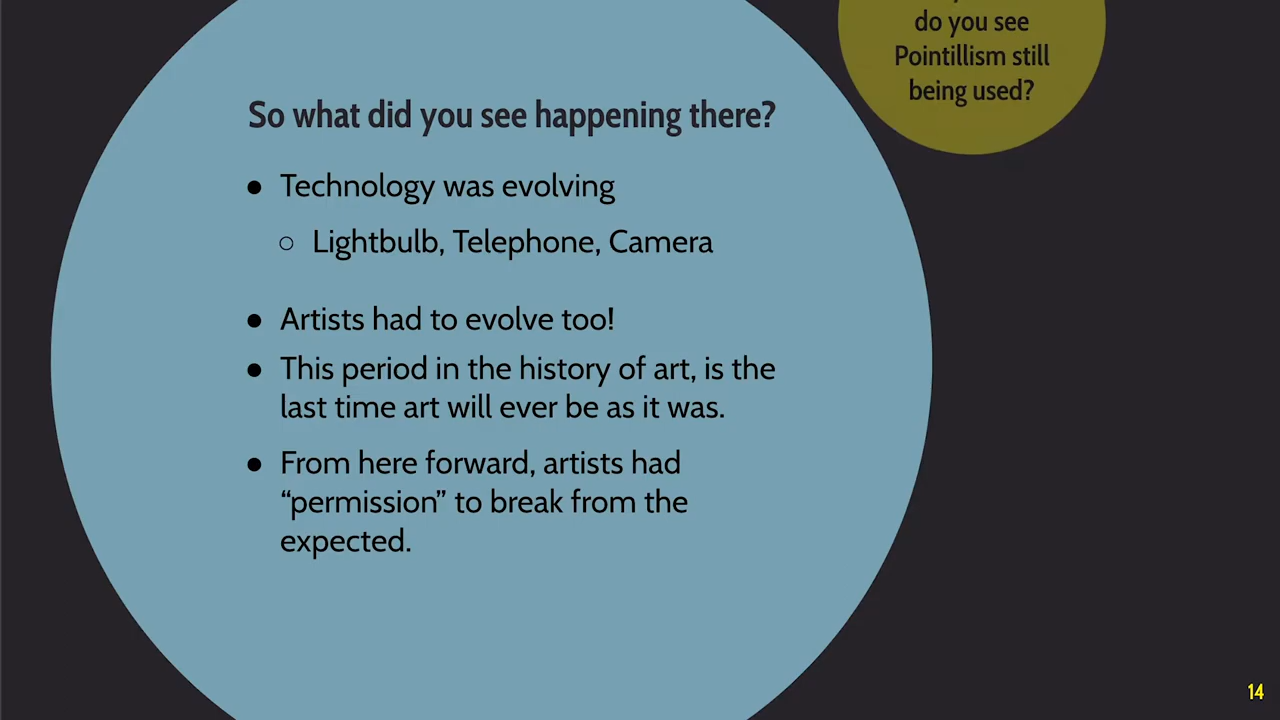 do you see
Pointillism still
being used?
So what did you see happening there?
● Technology was evolving
○ Lightbulb, Telephone, Camera
● Artists had to evolve too!
● This period in the history of art, is the
last time art will ever be as it was.
● From here forward, artists had
“permission” to break from the
expected.
14